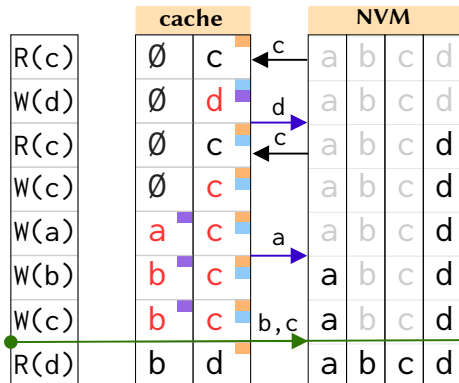 cache NVM
R(c) Ø c c a b c d
W(d) Ø d d a b c d
R(c) Ø c c a b c d
W(c) Ø c a b c d
W(a) a c a a b c d
W(b) b c a b c d
W(c) b c b,c a b c d
R(d) b d a b c d